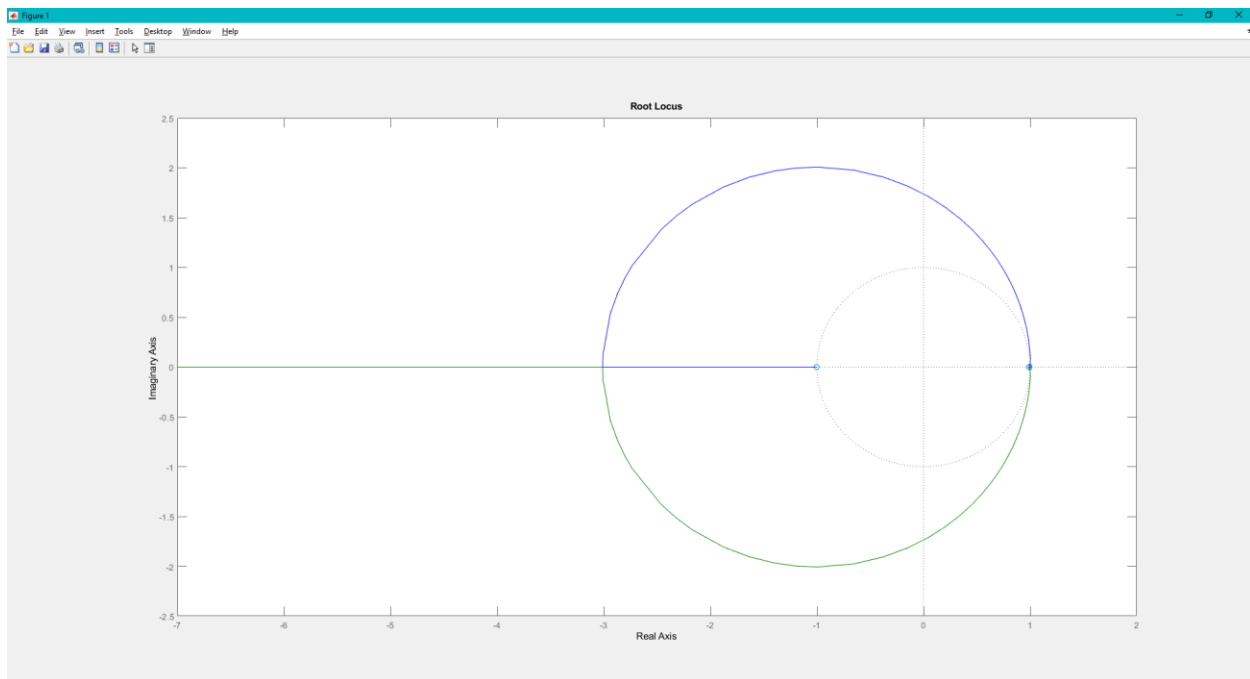 Figure 1
File Edit View Insert Tools Desktop Window Help
Root Locus
2.5
2
1.5
1
0.5
0
-0.5
-1
-1.5
-2
-2.5
Imaginary Axis
-7 -6 -5 -4 -3 -2 -1 0 1 2
Real Axis